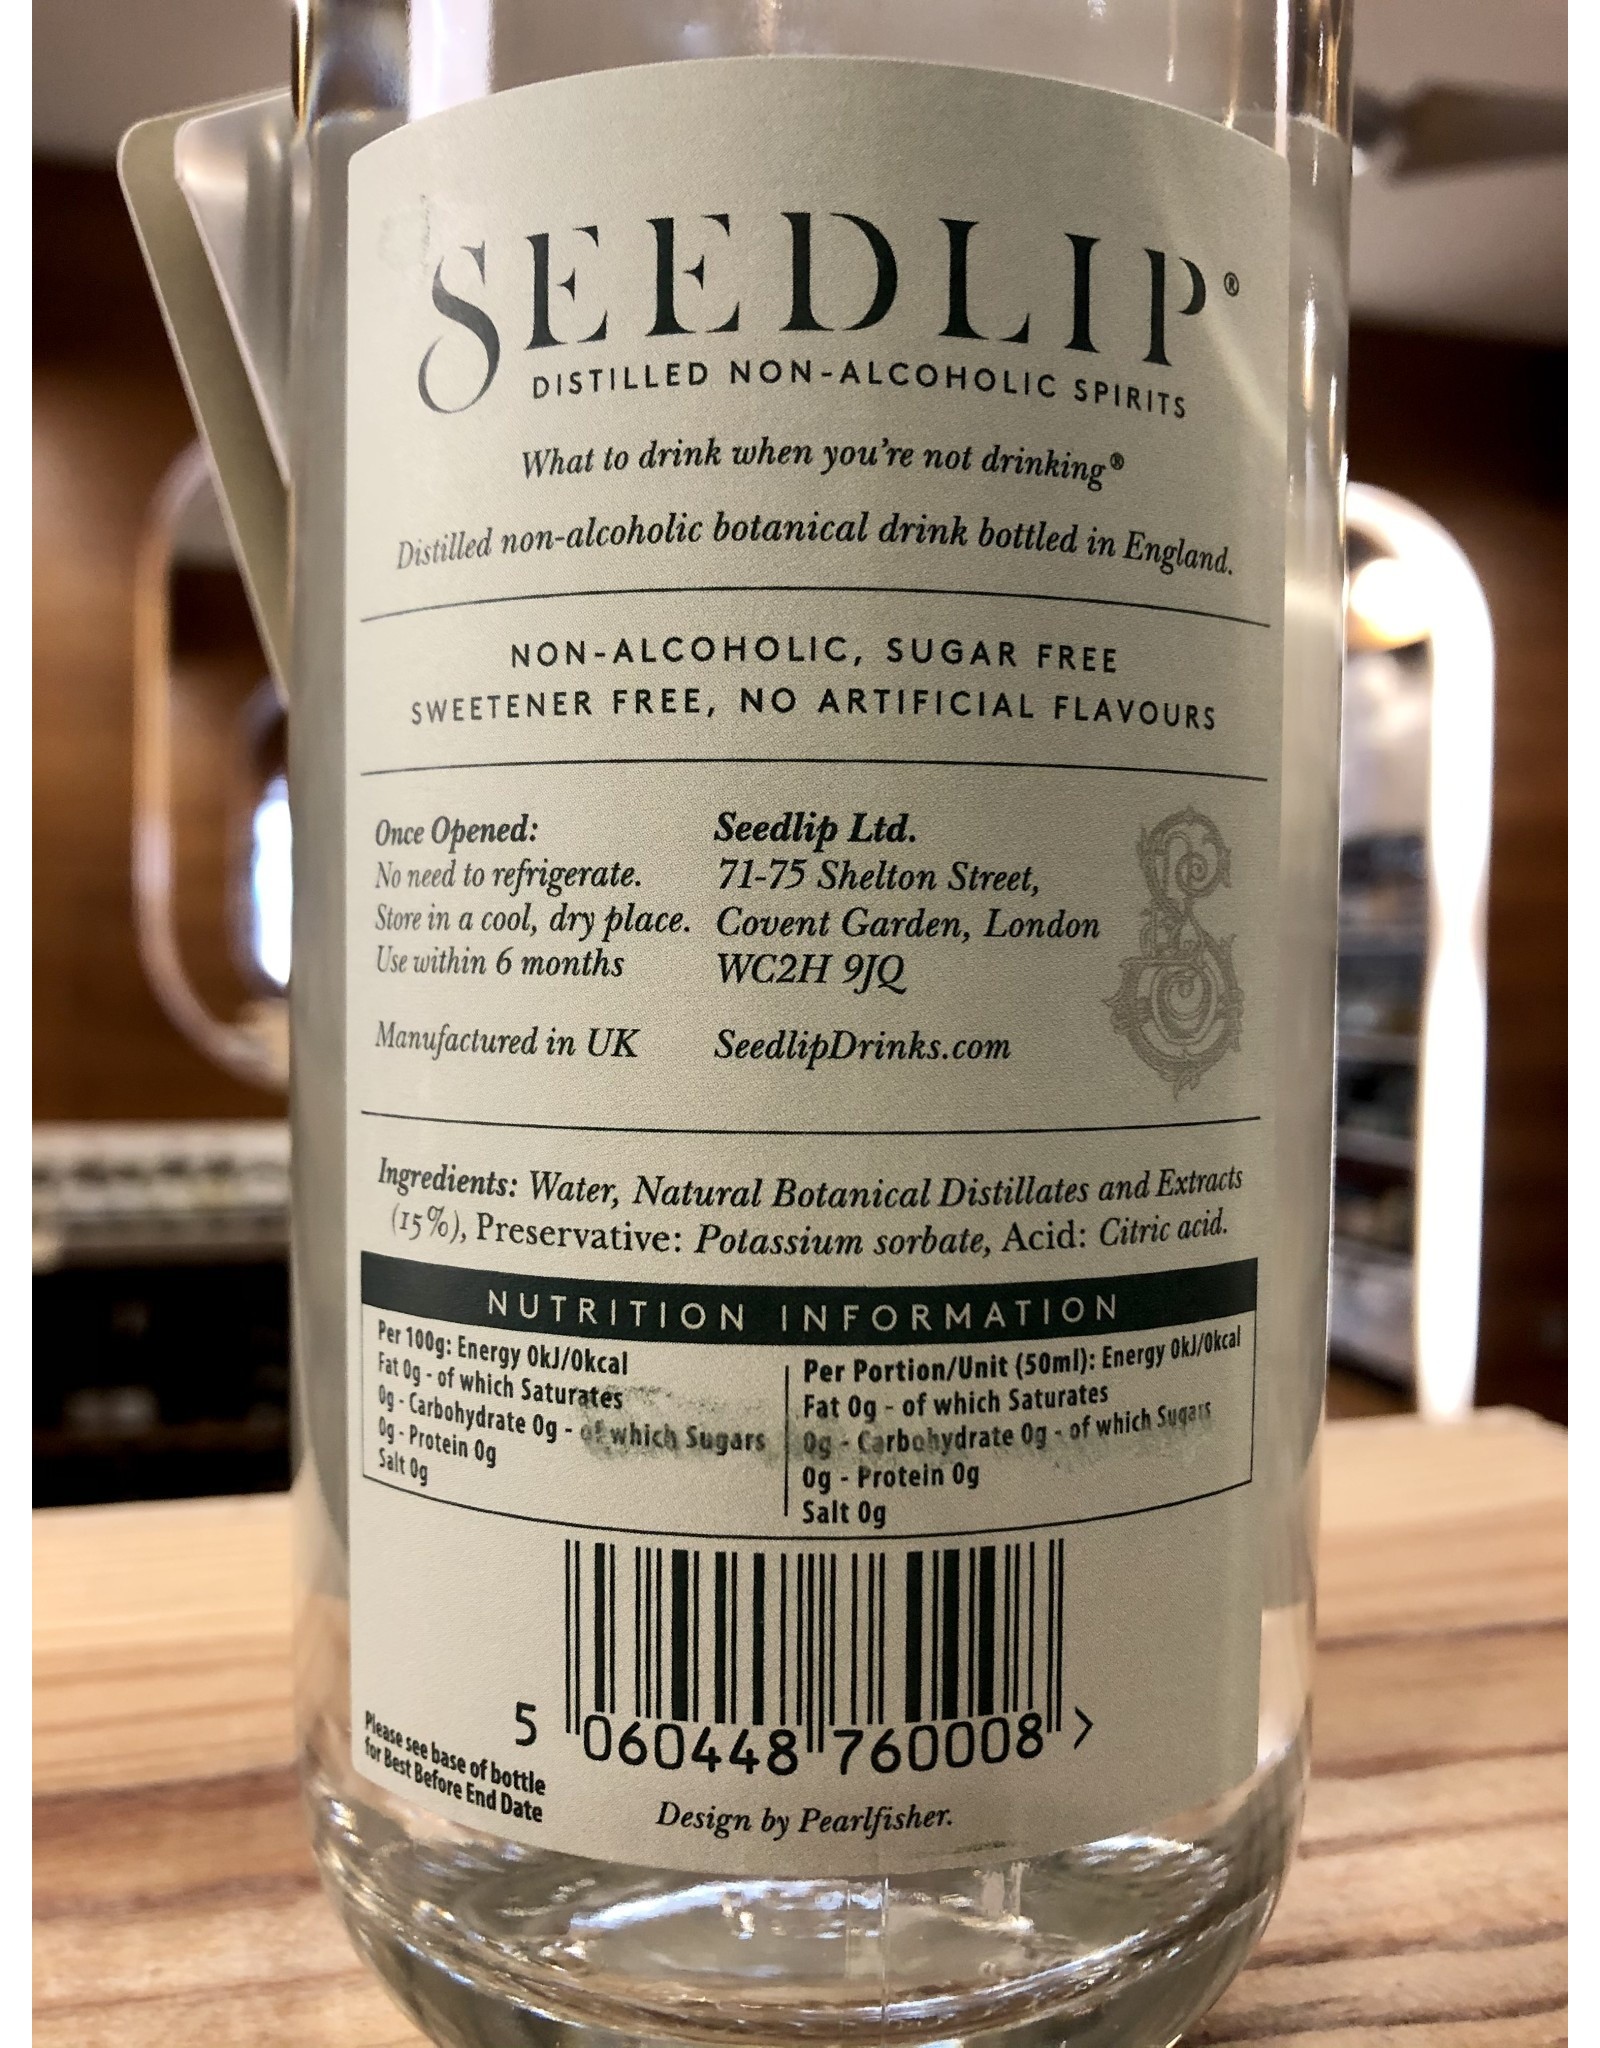 SEEDLIP®
DISTILLED NON-ALCOHOLIC SPIRITS
What to drink when you're not drinking®
Distilled non-alcoholic botanical drink bottled in England.
NON-ALCOHOLIC, SUGAR FREE
SWEETENER FREE, NO ARTIFICIAL FLAVOURS
Once Opened:
No need to refrigerate.
Store in a cool, dry place.
Use within 6 months
Manufactured in UK
Seedlip Ltd.
71-75 Shelton Street,
Covent Garden, London
WC2H 9JQ
SeedlipDrinks.com
Ingredients: Water, Natural Botanical Distillates and Extracts
(15%), Preservative: Potassium sorbate, Acid: Citric acid.
NUTRITION INFORMATION
Per 100g: Energy 0kJ/0kcal
Fat 0g - of which Saturates
0g - Carbohydrate 0g - of which Sugars
0g - Protein 0g
Salt 0g
Per Portion/Unit (50ml): Energy 0kJ/0kcal
Fat 0g - of which Saturates
0g - Carbohydrate 0g - of which Sugars
0g - Protein 0g
Salt 0g
5 060448 760008 >
Please see base of bottle
for Best Before End Date
Design by Pearlfisher.